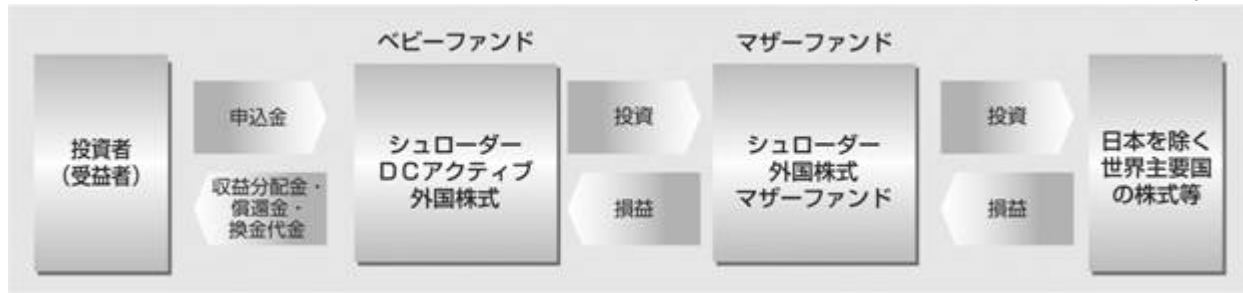 ベビーファンド
マザーファンド
投資者
（受益者）
申込金
収益分配金・
償還金・
換金代金
シュローダー
ＤＣアクティブ
外国株式
投資
損益
シュローダー
外国株式
マザーファンド
投資
損益
日本を除く
世界主要国
の株式等